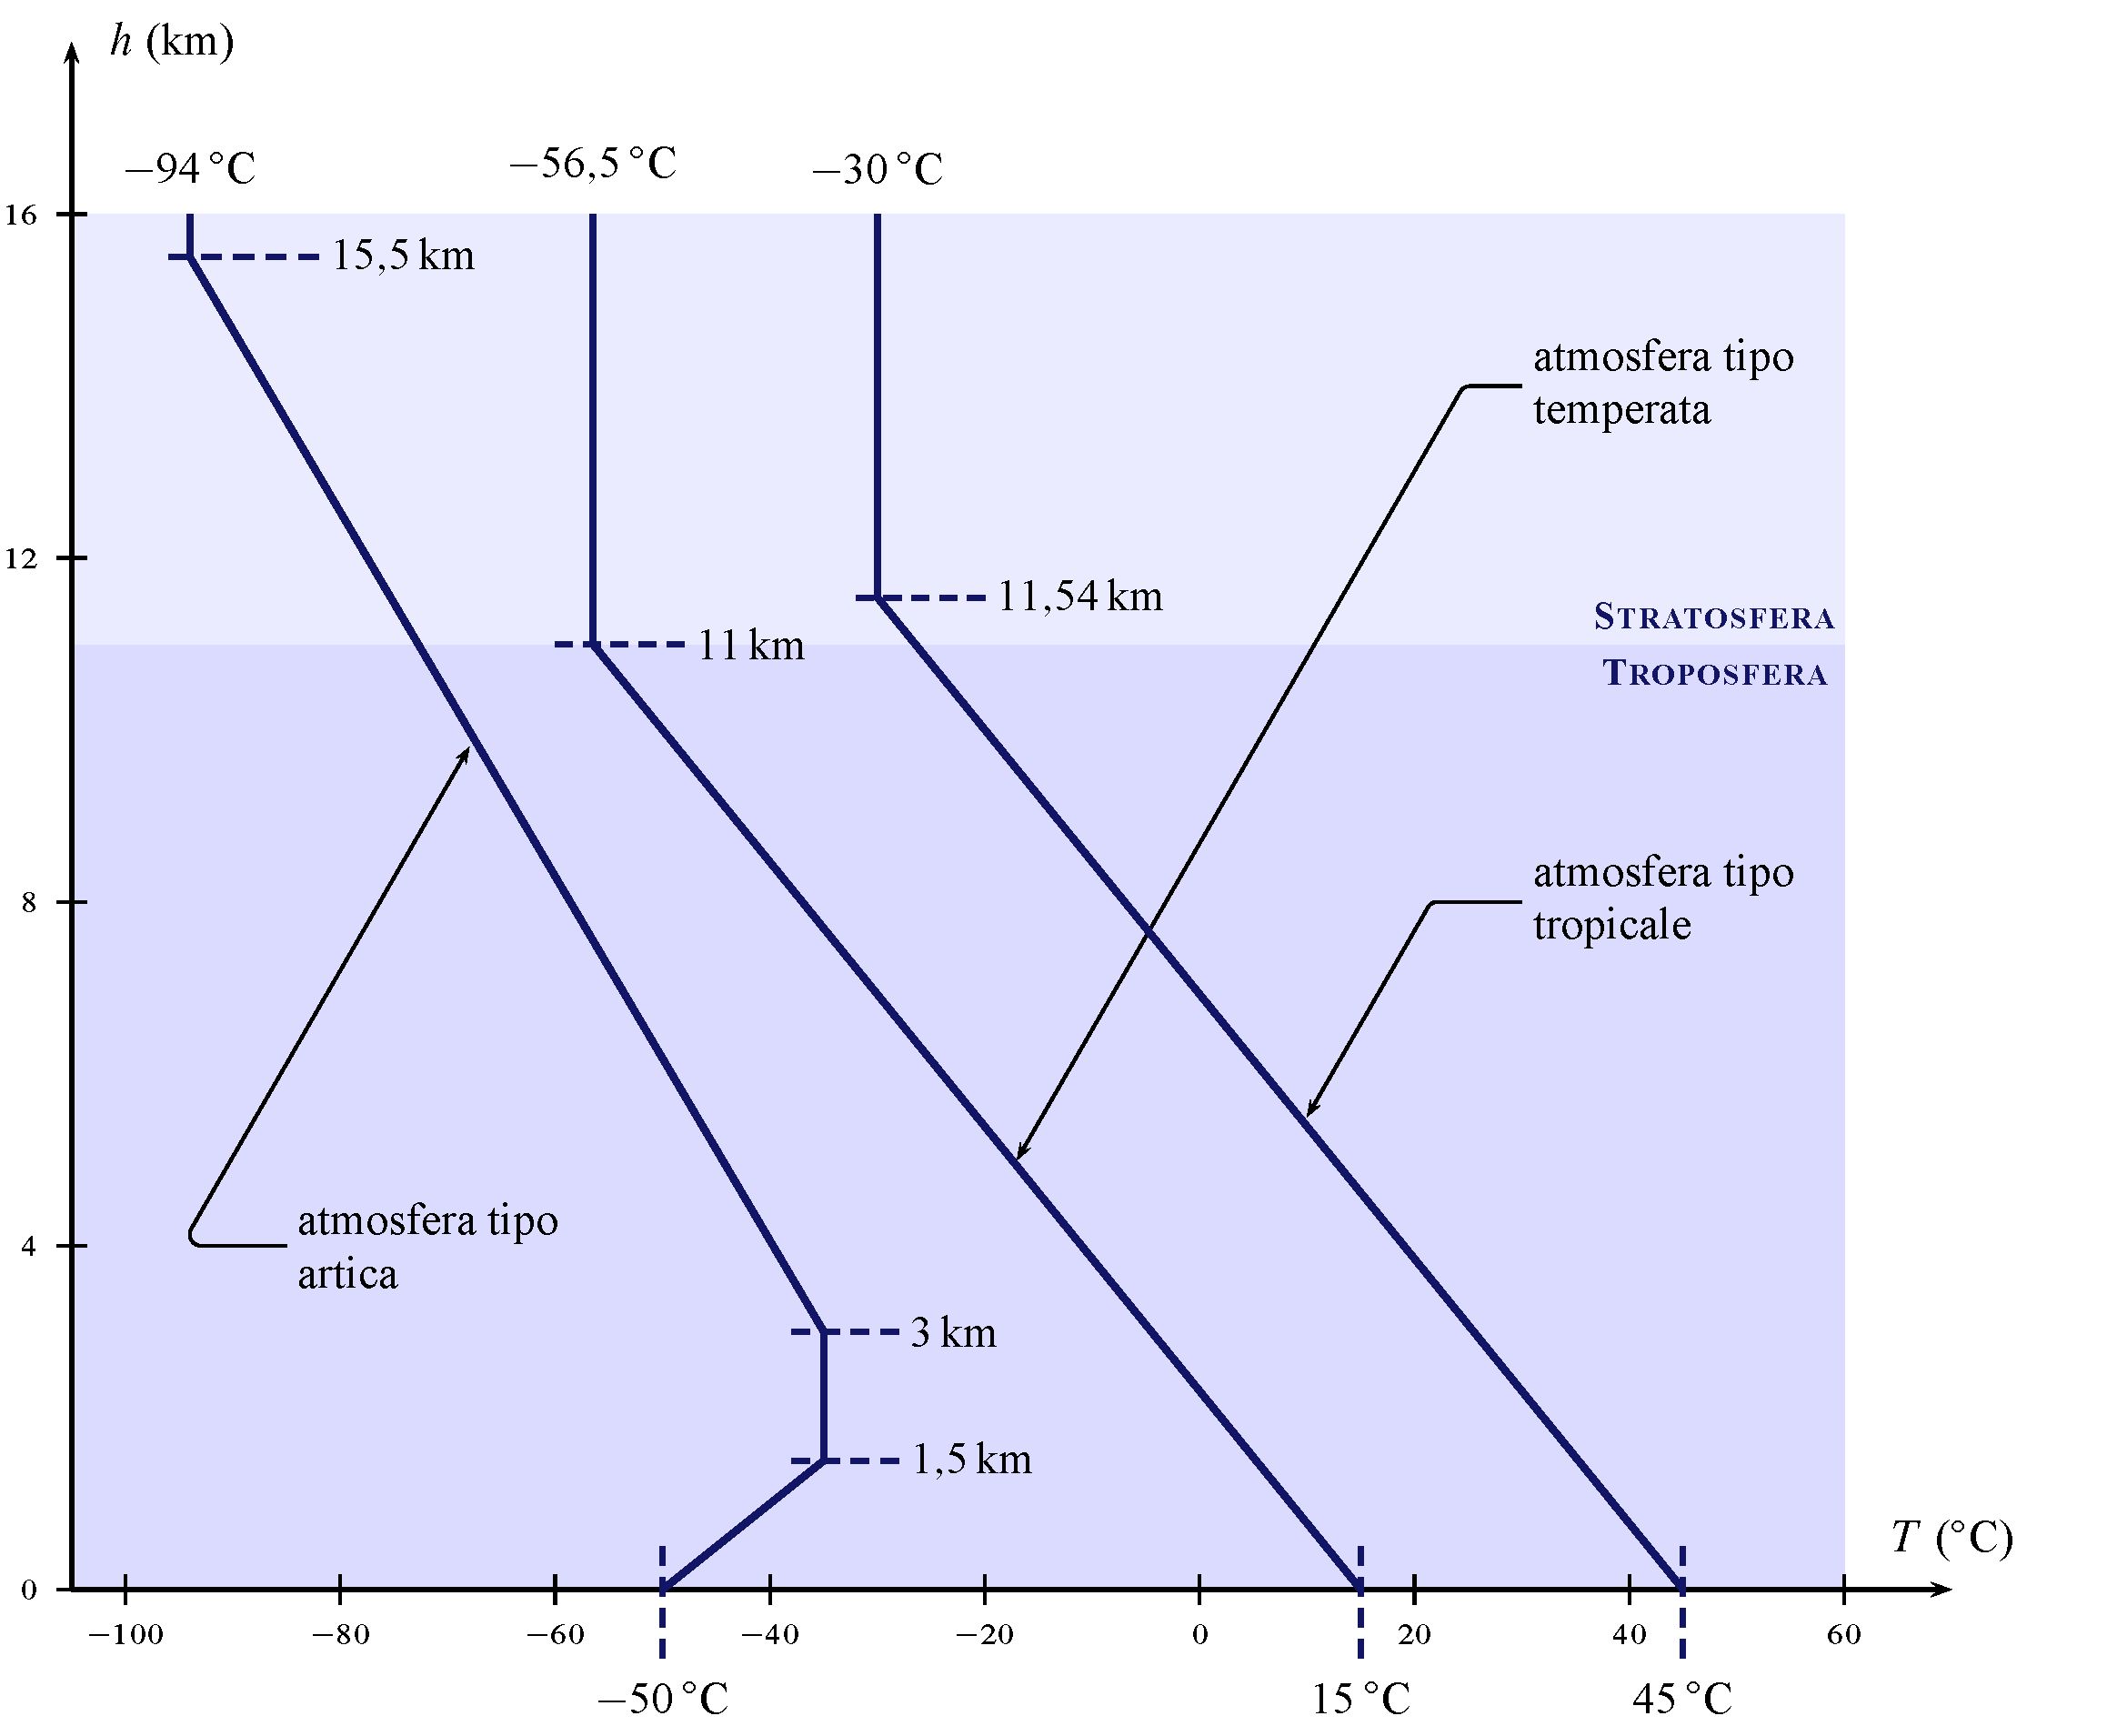 h (km)
−94 °C
−56,5 °C
−30 °C
16
15,5 km
atmosfera tipo
temperata
12
11,54 km
STRATOSFERA
11 km
TROPOSFERA
8
atmosfera tipo
tropicale
4
atmosfera tipo
artica
3 km
1,5 km
T (°C)
0
−100 −80 −60 −40 −20 0 20 40 60
−50 °C 15 °C 45 °C